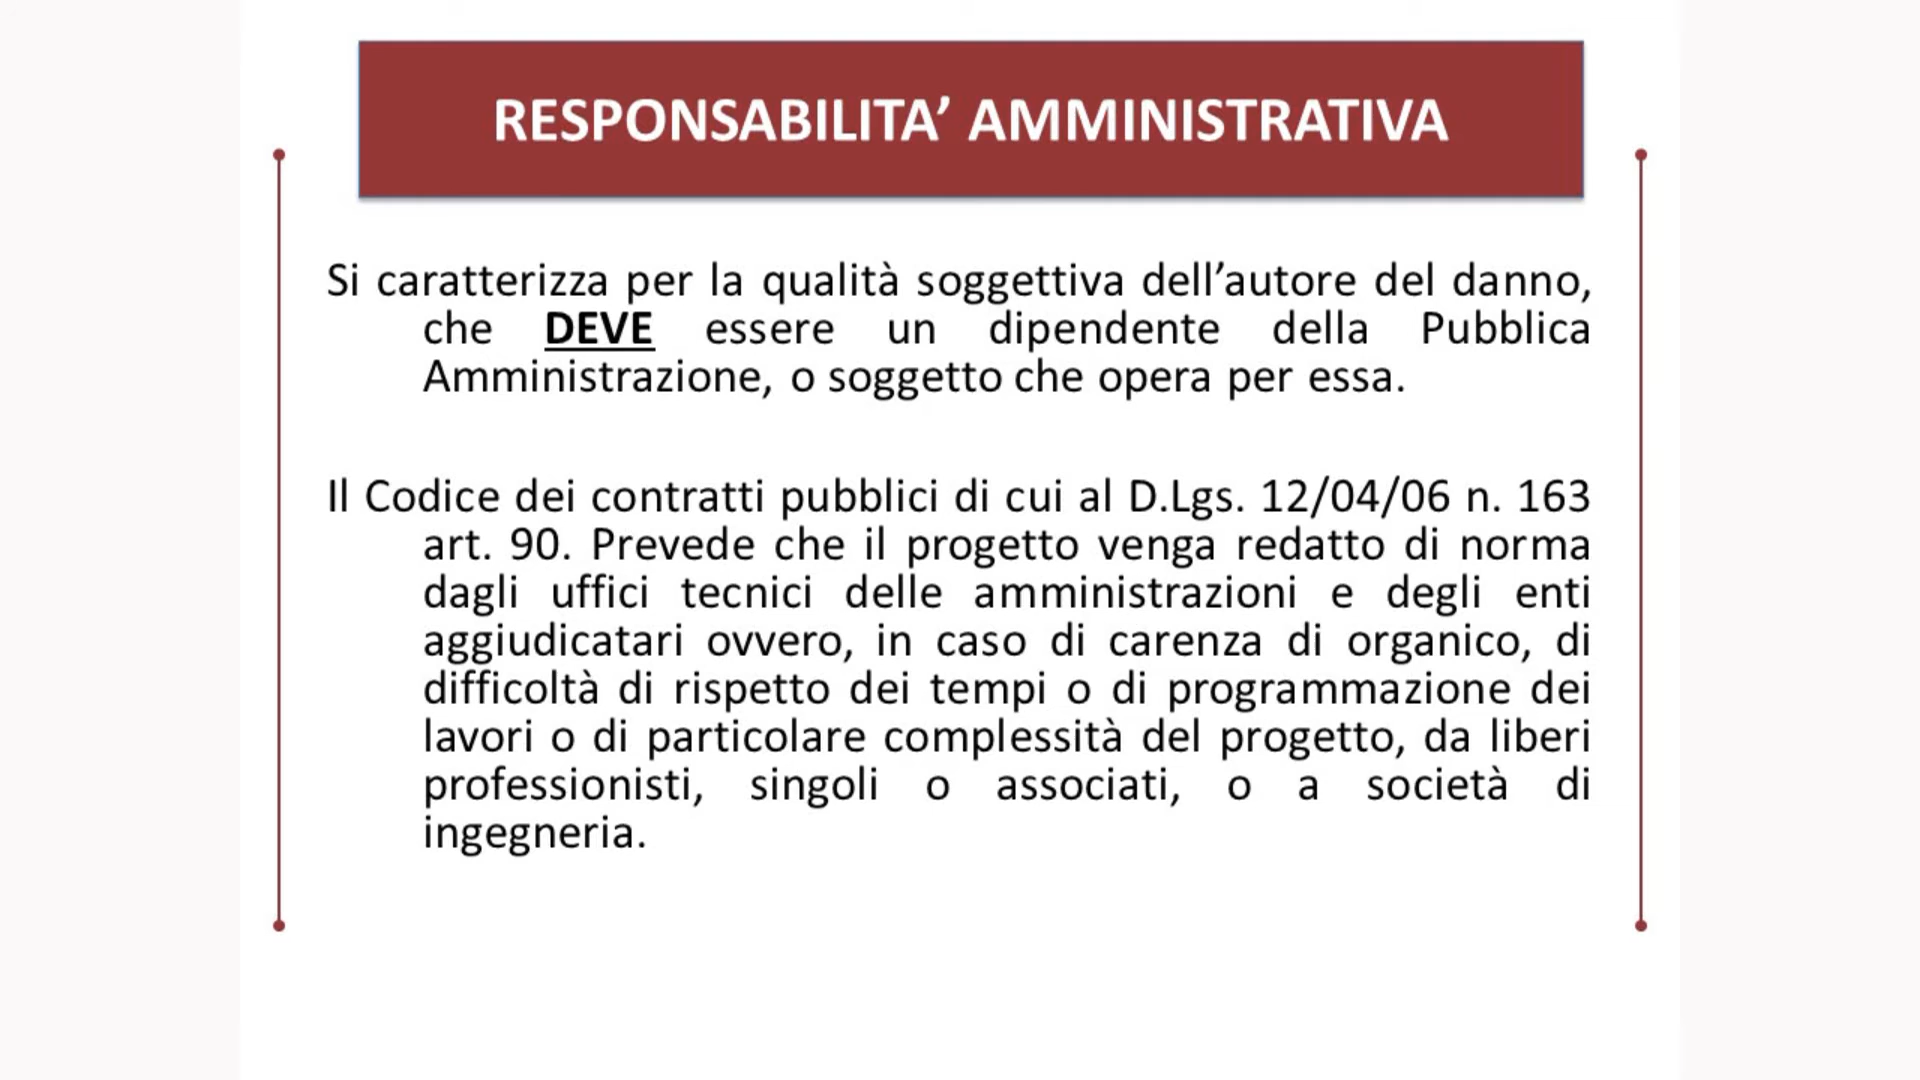 RESPONSABILITA’ AMMINISTRATIVA
Si caratterizza per la qualità soggettiva dell’autore del danno,
che DEVE essere un dipendente della Pubblica
Amministrazione, o soggetto che opera per essa.
Il Codice dei contratti pubblici di cui al D.Lgs. 12/04/06 n. 163
art. 90. Prevede che il progetto venga redatto di norma
dagli uffici tecnici delle amministrazioni e degli enti
aggiudicatari ovvero, in caso di carenza di organico, di
difficoltà di rispetto dei tempi o di programmazione dei
lavori o di particolare complessità del progetto, da liberi
professionisti, singoli o associati, o a società di
ingegneria.